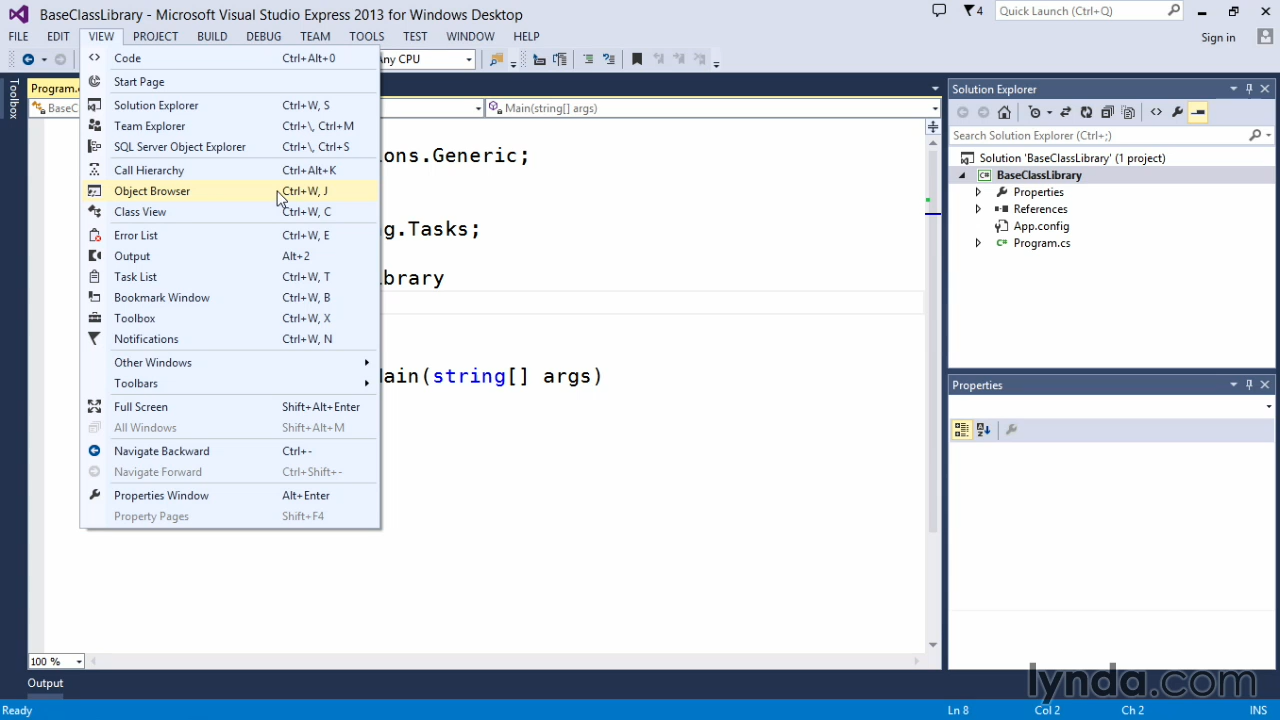 BaseClassLibrary - Microsoft Visual Studio Express 2013 for Windows Desktop
4
Quick Launch (Ctrl+Q)
FILE EDIT VIEW PROJECT BUILD DEBUG TEAM TOOLS TEST WINDOW HELP
Sign in
Any CPU
Toolbox
Program.
BaseC
Main(string[] args)
Code Ctrl+Alt+0
Start Page
Solution Explorer Ctrl+W, S
Team Explorer Ctrl+\, Ctrl+M
SQL Server Object Explorer Ctrl+\, Ctrl+S
Call Hierarchy Ctrl+Alt+K
Object Browser Ctrl+W, J
Class View Ctrl+W, C
Error List Ctrl+W, E
Output Alt+2
Task List Ctrl+W, T
Bookmark Window Ctrl+W, B
Toolbox Ctrl+W, X
Notifications Ctrl+W, N
Other Windows
Toolbars
Full Screen Shift+Alt+Enter
All Windows Shift+Alt+M
Navigate Backward Ctrl+-
Navigate Forward Ctrl+Shift+-
Properties Window Alt+Enter
Property Pages Shift+F4
ons.Generic;
g.Tasks;
brary
ain(string[] args)
Solution Explorer
Search Solution Explorer (Ctrl+;)
Solution 'BaseClassLibrary' (1 project)
BaseClassLibrary
Properties
References
App.config
Program.cs
Properties
100 %
Output
lynda.com
Ready
Ln 8 Col 2 Ch 2 INS